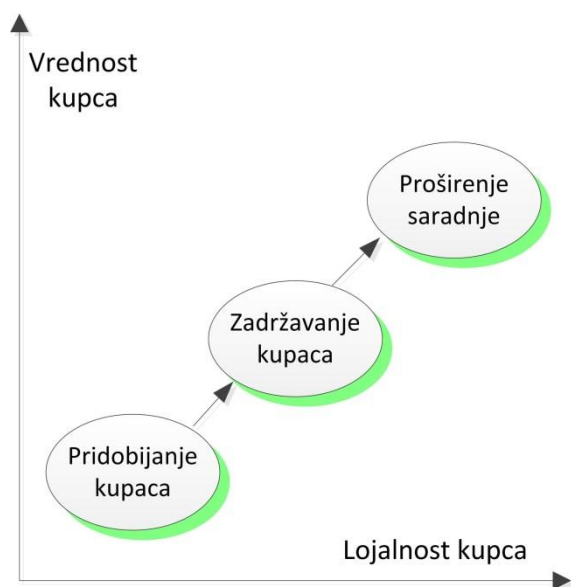 Vrednost
kupca
Proširenje
saradnje
Zadržavanje
kupaca
Pridobijanje
kupaca
Lojalnost kupca